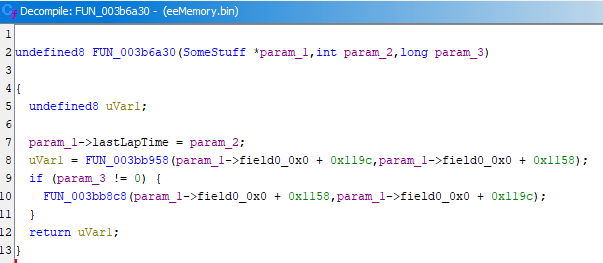 Decompile: FUN_003b6a30 - (eeMemory.bin)
1
2 undefined8 FUN_003b6a30(SomeStuff *param_1,int param_2,long param_3)
3
4 {
5 undefined8 uVar1;
6
7 param_1->lastLapTime = param_2;
8 uVar1 = FUN_003bb958(param_1->field0_0x0 + 0x119c,param_1->field0_0x0 + 0x1158);
9 if (param_3 != 0) {
10 FUN_003bb8c8(param_1->field0_0x0 + 0x1158,param_1->field0_0x0 + 0x119c);
11 }
12 return uVar1;
13 }